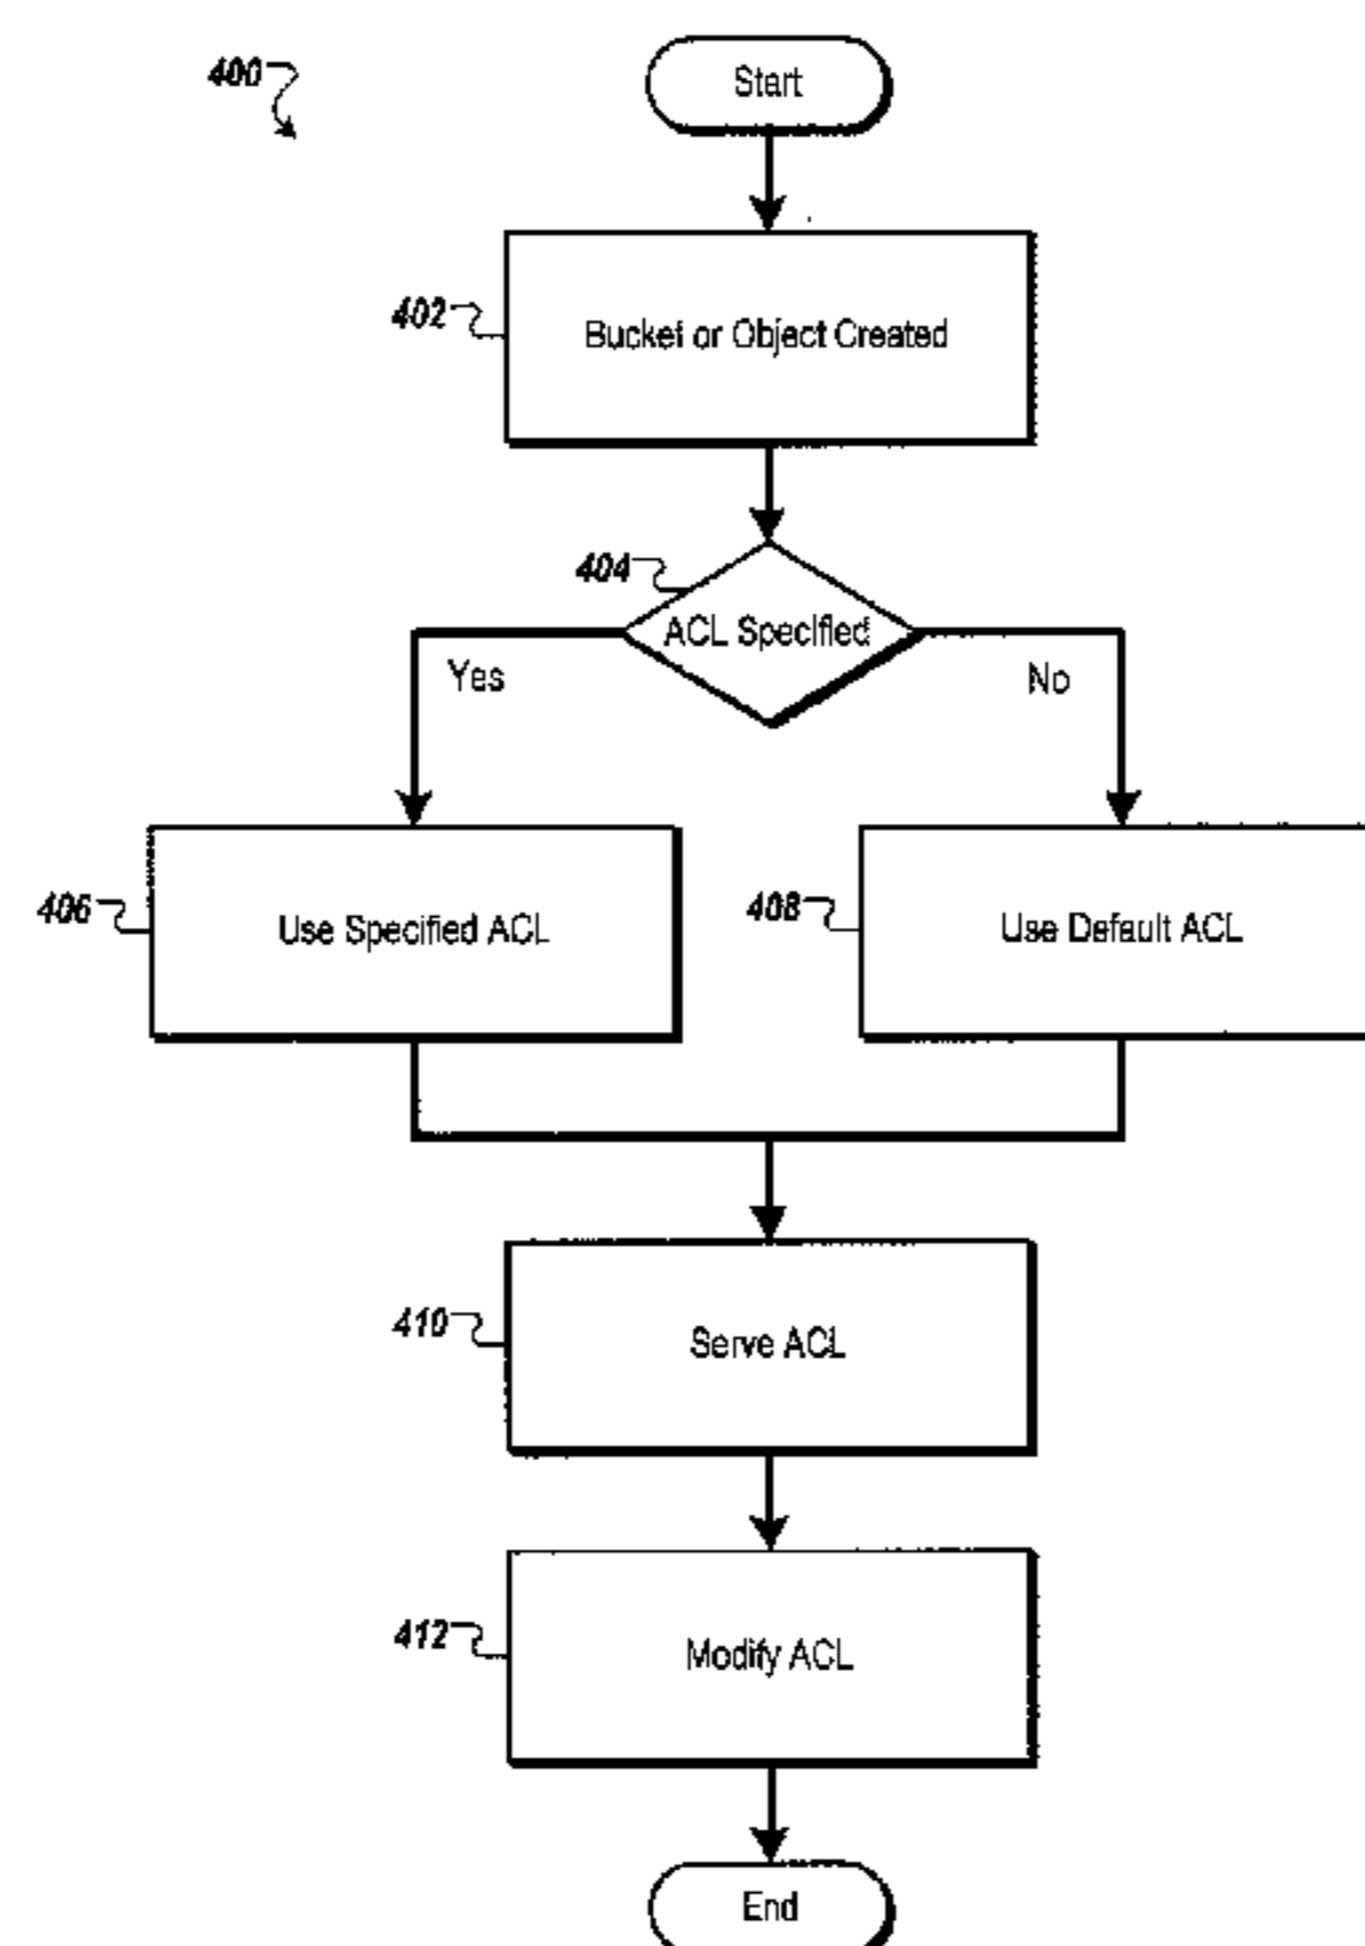 400
Start
402
Bucket or Object Created
404
ACL Specified
Yes
No
406
Use Specified ACL
408
Use Default ACL
410
Serve ACL
412
Modify ACL
End